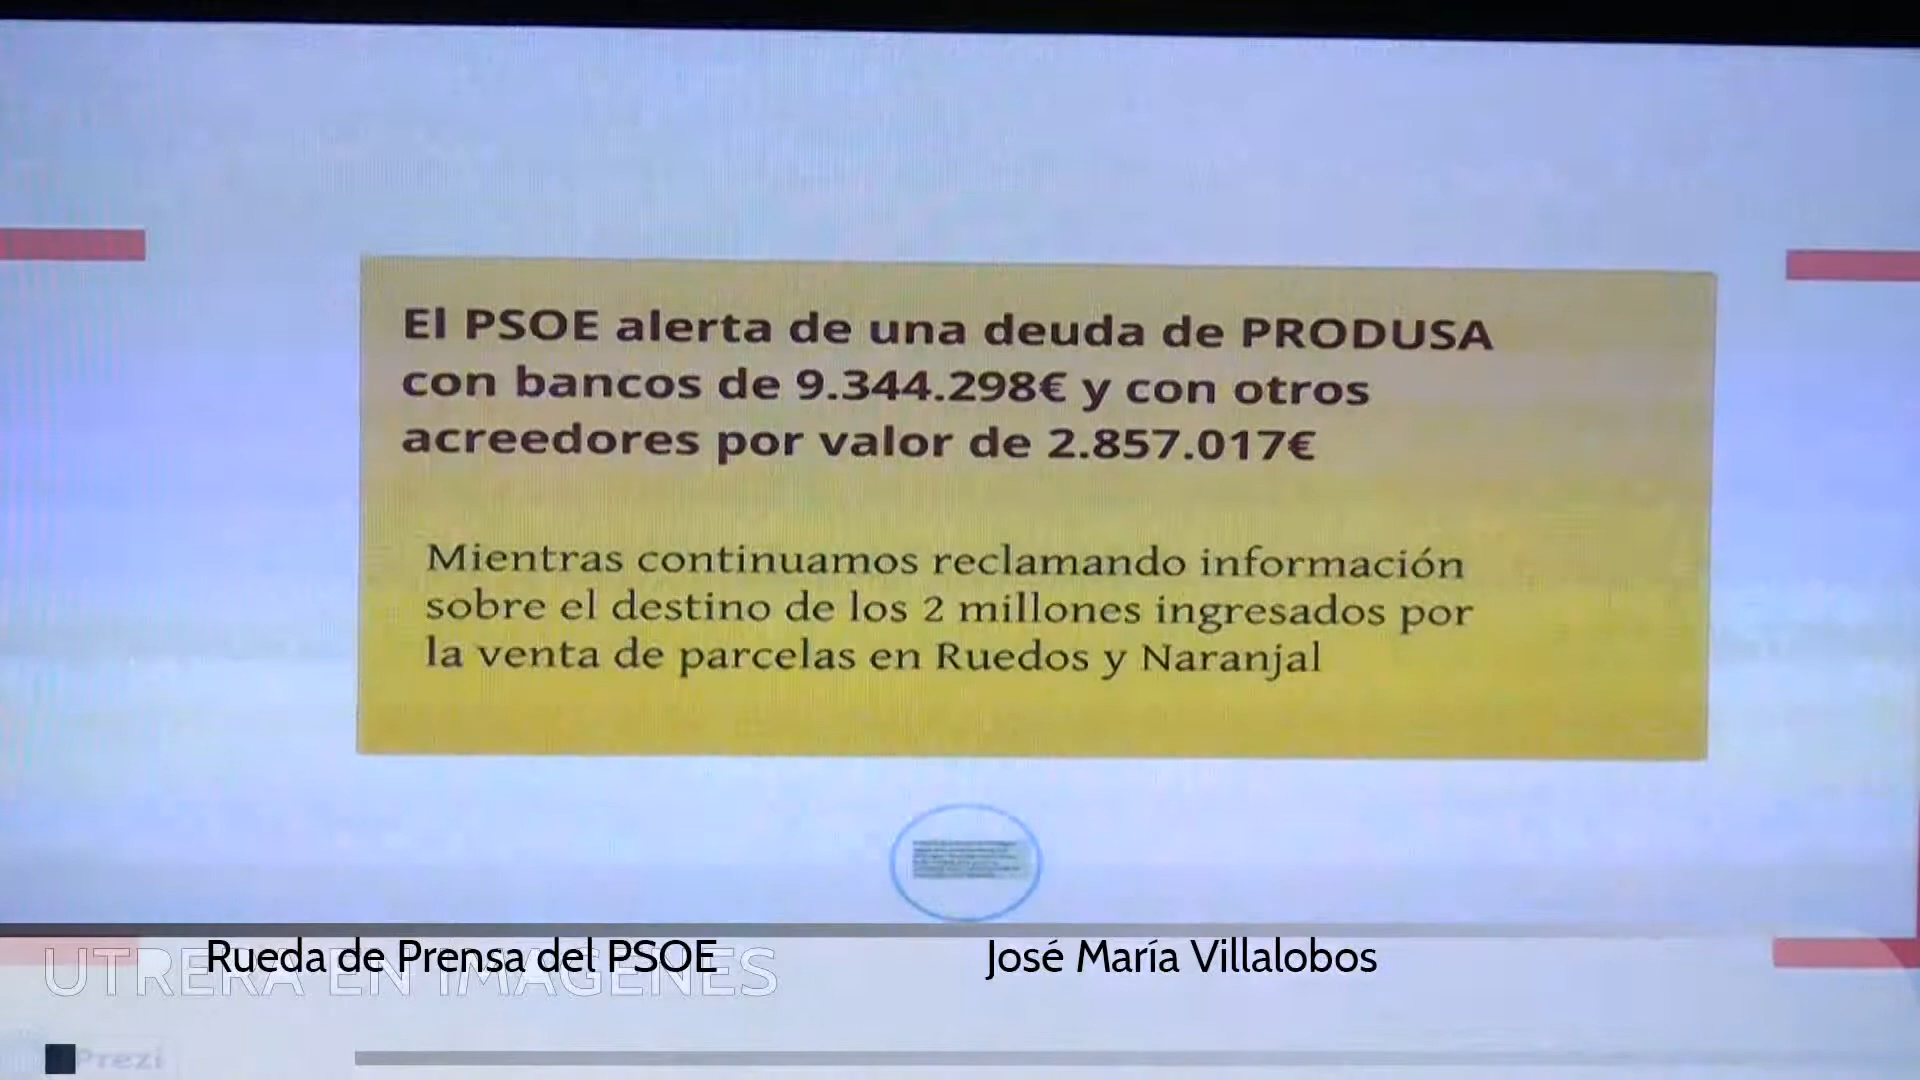 El PSOE alerta de una deuda de PRODUSA
con bancos de 9.344.298€ y con otros
acreedores por valor de 2.857.017€
Mientras continuamos reclamando información
sobre el destino de los 2 millones ingresados por
la venta de parcelas en Ruedos y Naranjal
Rueda de Prensa del PSOE
José María Villalobos
UTRERA EN IMAGENES
Prezi